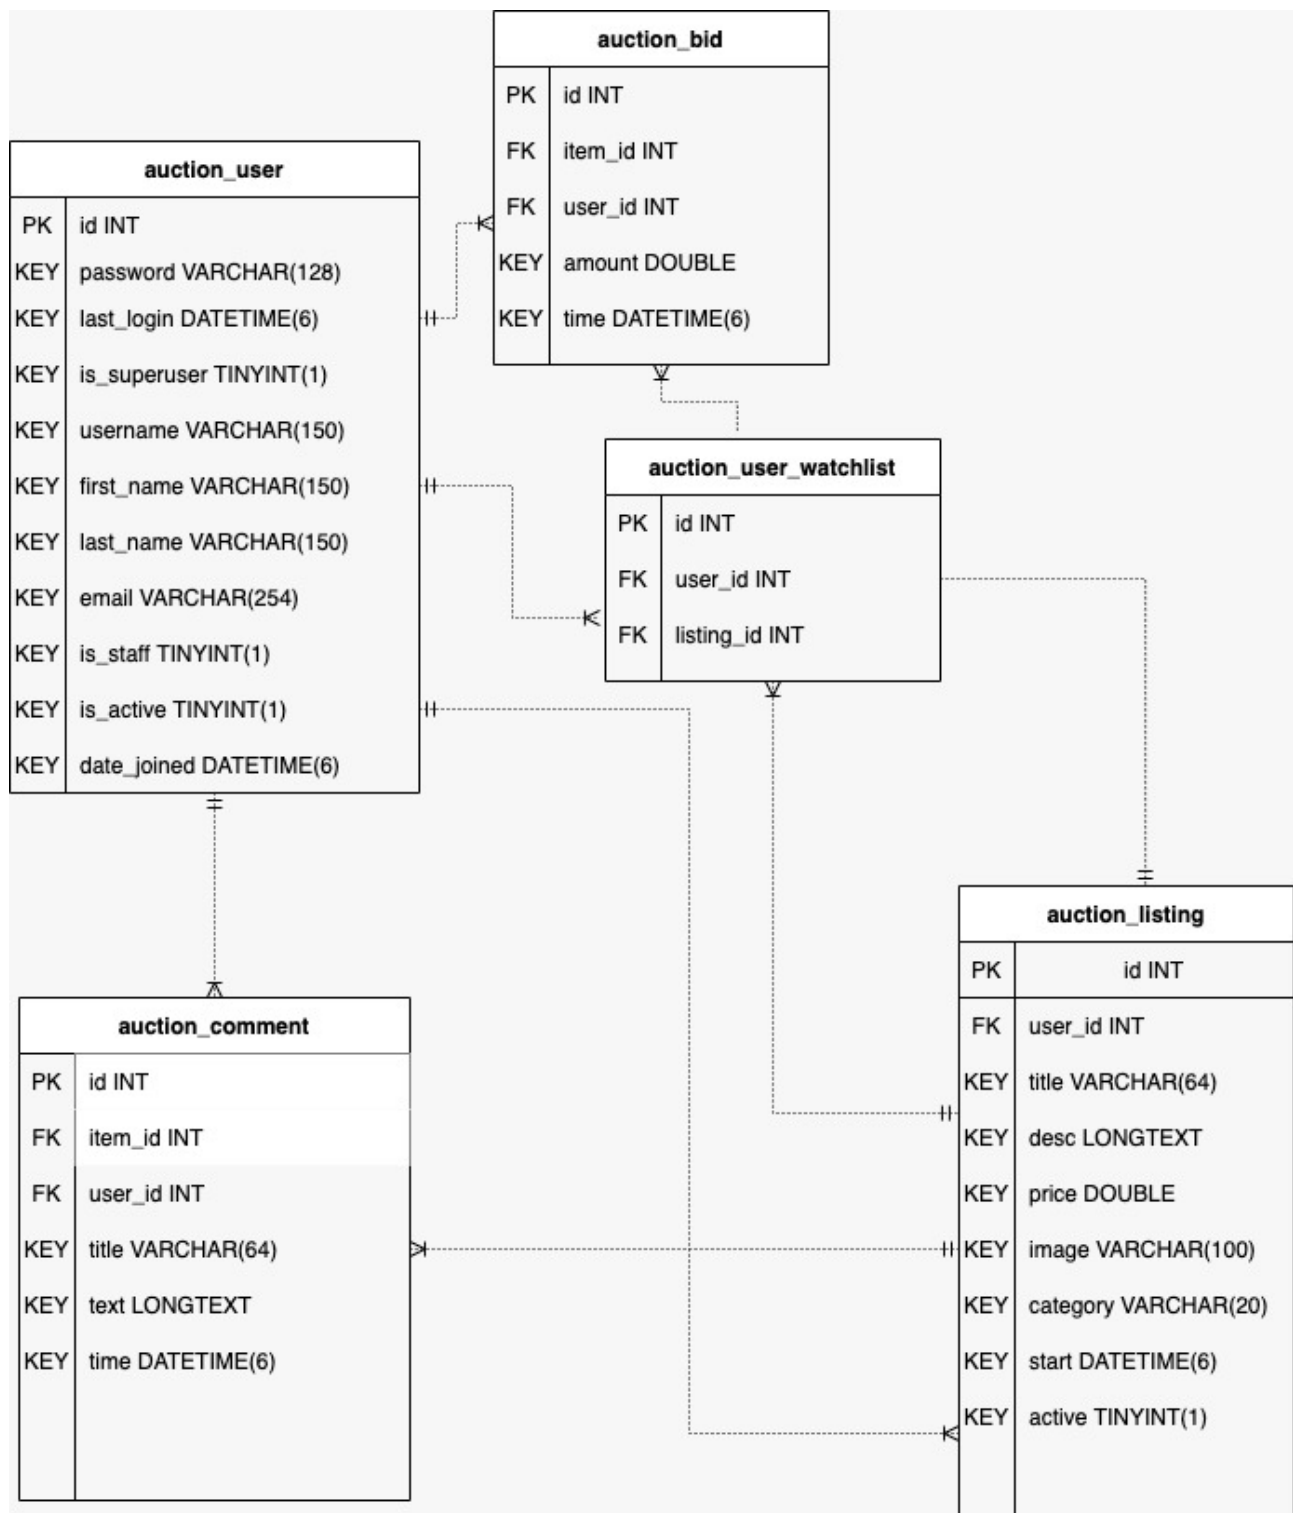 auction_bid
PK id INT
FK item_id INT
FK user_id INT
KEY amount DOUBLE
KEY time DATETIME(6)
auction_user
PK id INT
KEY password VARCHAR(128)
KEY last_login DATETIME(6)
KEY is_superuser TINYINT(1)
KEY username VARCHAR(150)
KEY first_name VARCHAR(150)
KEY last_name VARCHAR(150)
KEY email VARCHAR(254)
KEY is_staff TINYINT(1)
KEY is_active TINYINT(1)
KEY date_joined DATETIME(6)
auction_user_watchlist
PK id INT
FK user_id INT
FK listing_id INT
auction_listing
PK id INT
FK user_id INT
KEY title VARCHAR(64)
KEY desc LONGTEXT
KEY price DOUBLE
KEY image VARCHAR(100)
KEY category VARCHAR(20)
KEY start DATETIME(6)
KEY active TINYINT(1)
auction_comment
PK id INT
FK item_id INT
FK user_id INT
KEY title VARCHAR(64)
KEY text LONGTEXT
KEY time DATETIME(6)